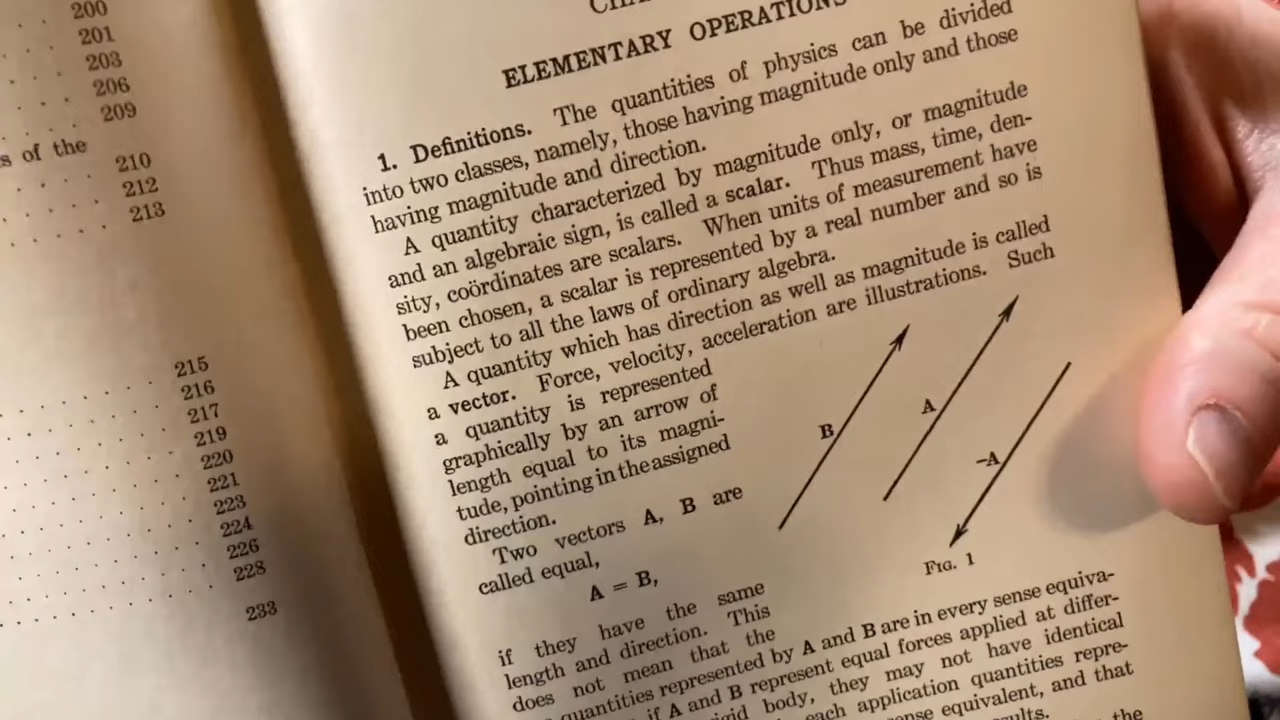 200
201
203
206
209
s of the
210
212
213
215
216
217
219
220
221
223
224
226
228
233
ELEMENTARY OPERATIONS
1. Definitions. The quantities of physics can be divided
into two classes, namely, those having magnitude only and those
having magnitude and direction.
A quantity characterized by magnitude only, or magnitude
and an algebraic sign, is called a scalar. Thus mass, time, den-
sity, coördinates are scalars. When units of measurement have
been chosen, a scalar is represented by a real number and so is
subject to all the laws of ordinary algebra.
A quantity which has direction as well as magnitude is called
a vector. Force, velocity, acceleration are illustrations. Such
a quantity is represented
graphically by an arrow of
length equal to its magni-
tude, pointing in the assigned
direction.
Two vectors A, B are
called equal,
A = B,
if they have the same
length and direction. This
does not mean that the
quantities represented by A and B are in every sense equiva-
if A and B represent equal forces applied at differ-
body, they may not have identical
each application quantities repre-
sense equivalent, and that
the
B
A
-A
FIG. 1